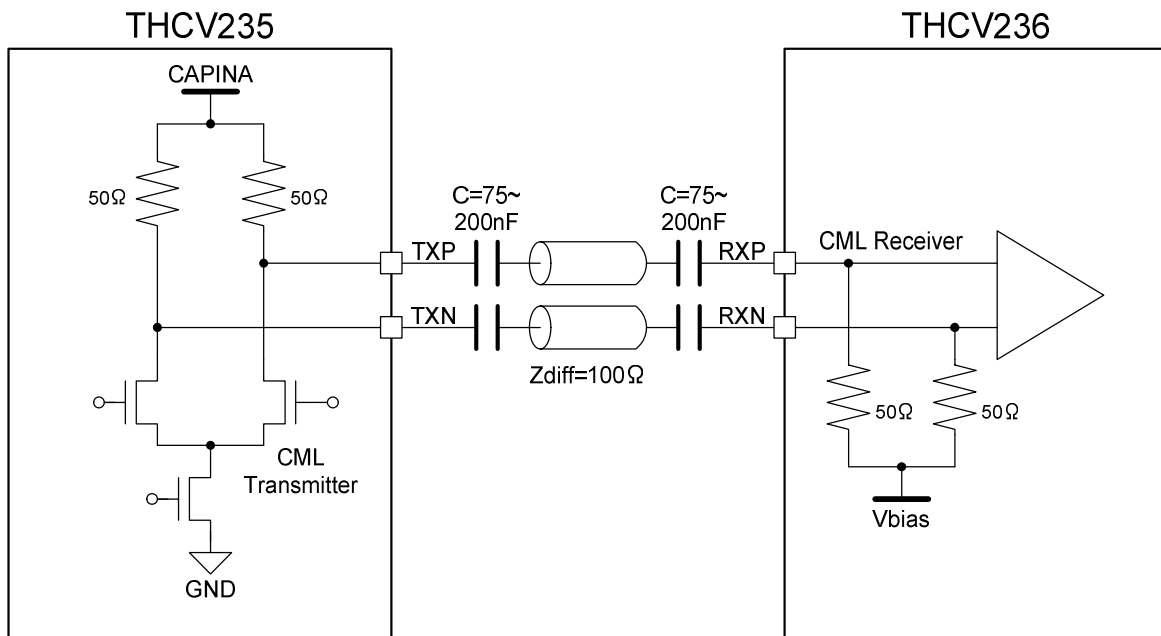 THCV235
THCV236
CAPINA
50Ω
50Ω
C=75~
200nF
C=75~
200nF
TXP
RXP
CML Receiver
TXN
RXN
Zdiff=100Ω
50Ω
50Ω
CML
Transmitter
Vbias
GND